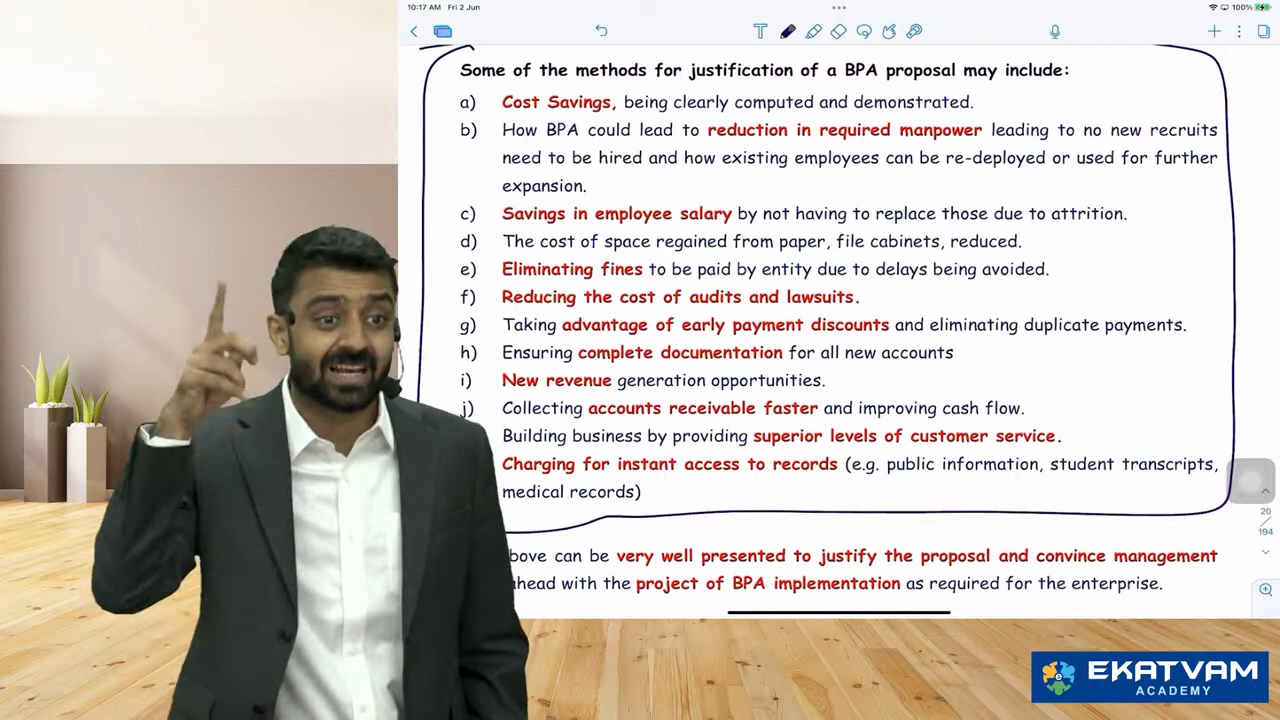 10:17 AM Fri 2 Jun
100%
Some of the methods for justification of a BPA proposal may include:
a) Cost Savings, being clearly computed and demonstrated.
b) How BPA could lead to reduction in required manpower leading to no new recruits
need to be hired and how existing employees can be re-deployed or used for further
expansion.
c) Savings in employee salary by not having to replace those due to attrition.
d) The cost of space regained from paper, file cabinets, reduced.
e) Eliminating fines to be paid by entity due to delays being avoided.
f) Reducing the cost of audits and lawsuits.
g) Taking advantage of early payment discounts and eliminating duplicate payments.
h) Ensuring complete documentation for all new accounts
i) New revenue generation opportunities.
j) Collecting accounts receivable faster and improving cash flow.
Building business by providing superior levels of customer service.
Charging for instant access to records (e.g. public information, student transcripts,
medical records)
20
/
194
above can be very well presented to justify the proposal and convince management
ahead with the project of BPA implementation as required for the enterprise.
e
EKATVAM
ACADEMY